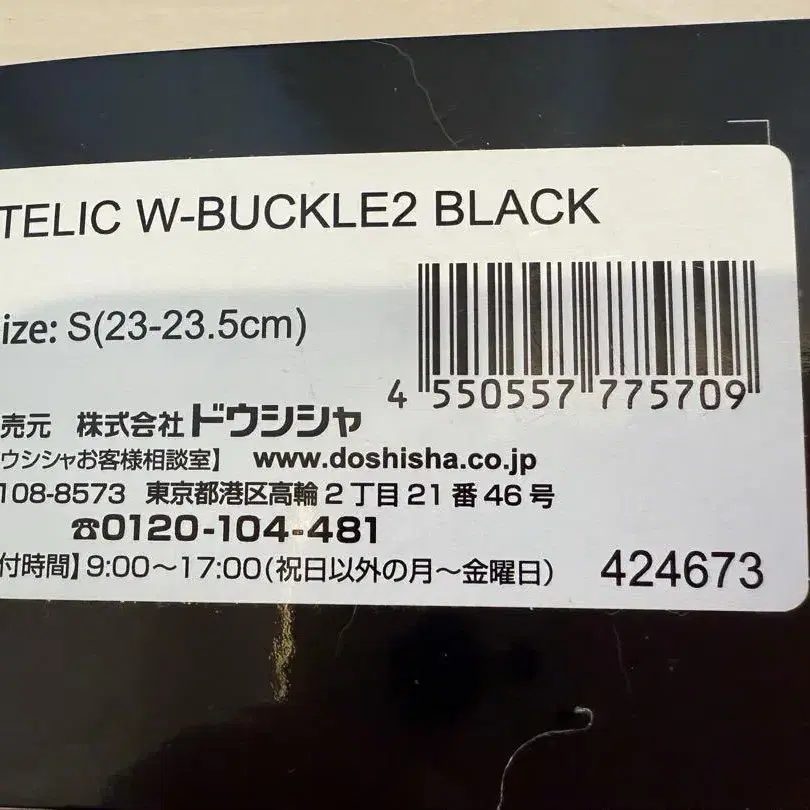 TELIC W-BUCKLE2 BLACK
ize: S(23-23.5cm)
4 550557 775709
売元 株式会社ドウシシャ
ウシシャお客様相談室】 www.doshisha.co.jp
108-8573 東京都港区高輪2丁目21番46号
☎0120-104-481
付時間】9:00〜17:00(祝日以外の月〜金曜日)
424673